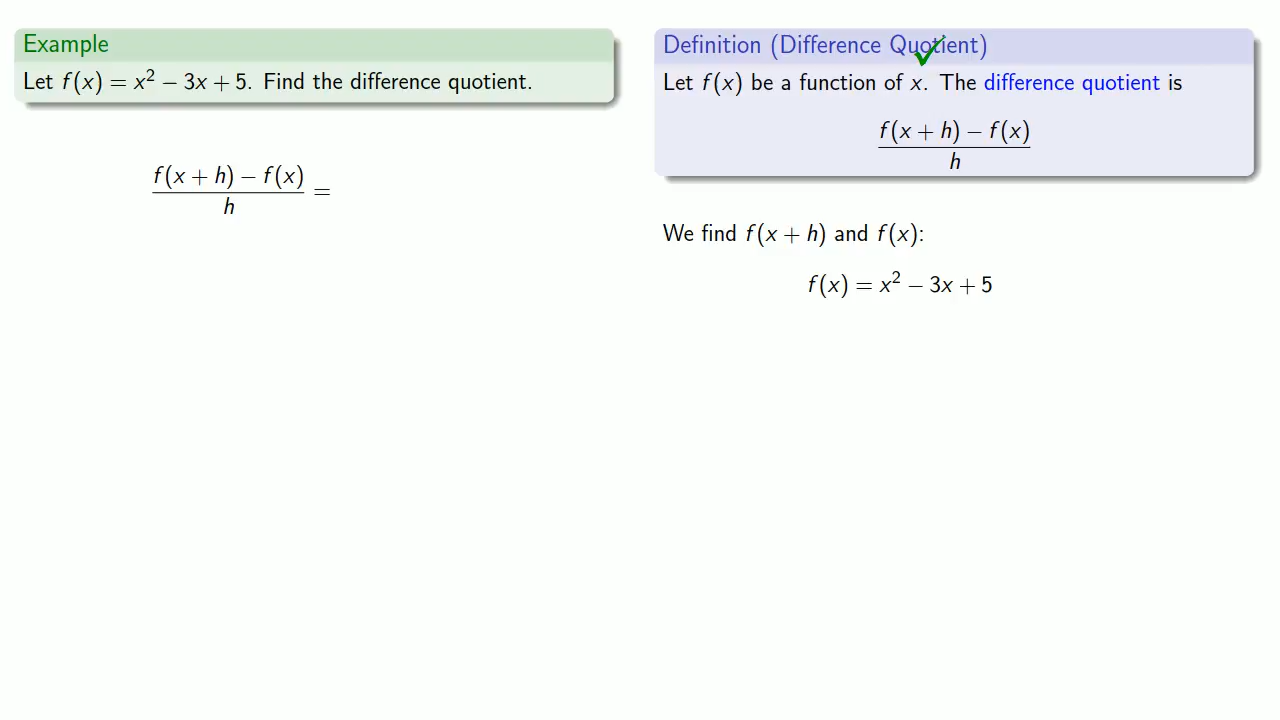 Example
Let f(x) = x² − 3x + 5. Find the difference quotient.
f(x + h) − f(x)
h
=
Definition (Difference Quotient)
Let f(x) be a function of x. The difference quotient is
f(x + h) − f(x)
h
We find f(x + h) and f(x):
f(x) = x² − 3x + 5